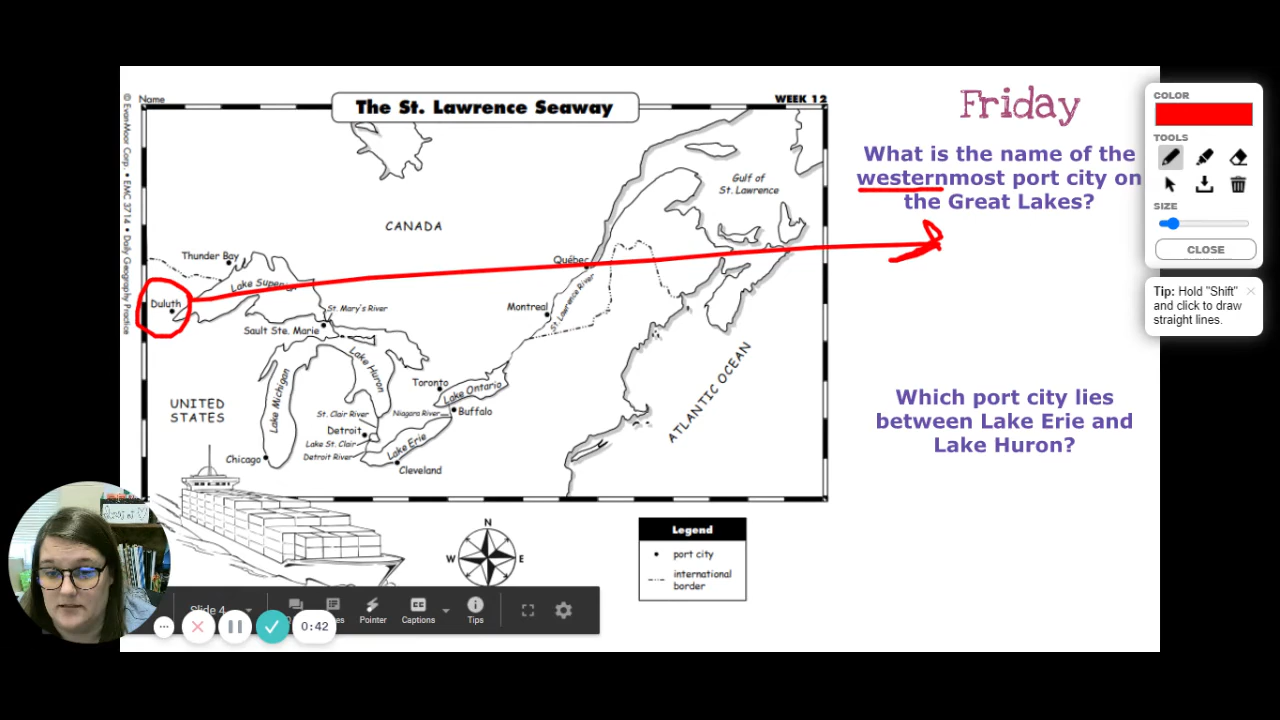 Name
The St. Lawrence Seaway
WEEK 12
© Evan-Moor Corp. • EMC 3714 • Daily Geography Practice
Gulf of
St. Lawrence
CANADA
Thunder Bay
Québec
Lake Superior
Duluth
St. Mary's River
Montreal
St. Lawrence River
Sault Ste. Marie
Lake Huron
Lake Michigan
Toronto
Lake Ontario
UNITED
STATES
St. Clair River
Niagara River
Buffalo
Detroit
Lake St. Clair
Lake Erie
Detroit River
Chicago
Cleveland
ATLANTIC OCEAN
N
W
E
Legend
port city
international
border
Friday
What is the name of the
westernmost port city on
the Great Lakes?
Which port city lies
between Lake Erie and
Lake Huron?
COLOR
TOOLS
SIZE
CLOSE
Tip: Hold "Shift"
and click to draw
straight lines.
Slide 4
Pointer
Captions
CC
Tips
0:42